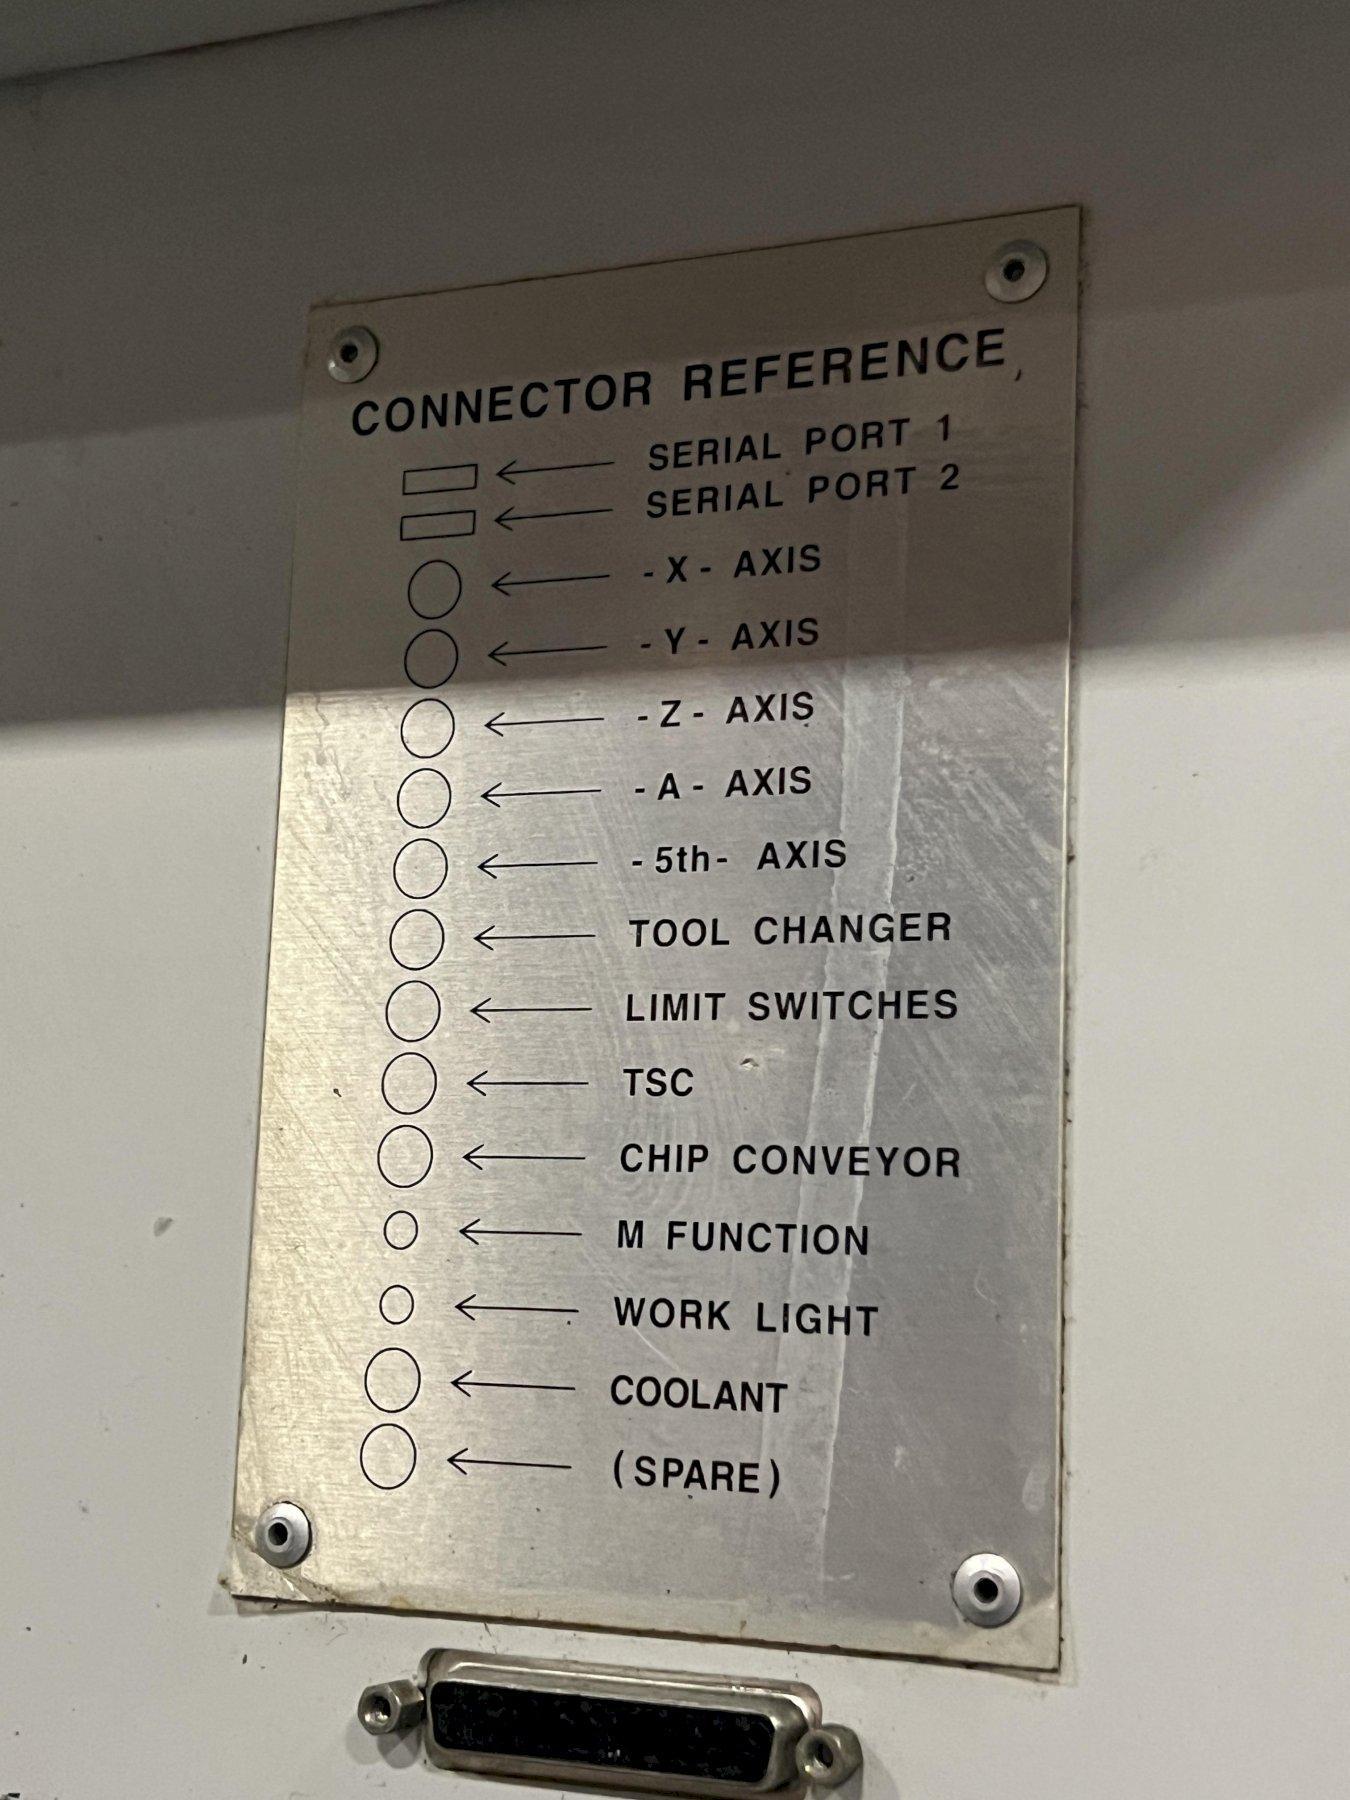 CONNECTOR REFERENCE
SERIAL PORT 1
SERIAL PORT 2
-X- AXIS
-Y- AXIS
-Z- AXIS
-A- AXIS
-5th- AXIS
TOOL CHANGER
LIMIT SWITCHES
TSC
CHIP CONVEYOR
M FUNCTION
WORK LIGHT
COOLANT
(SPARE)